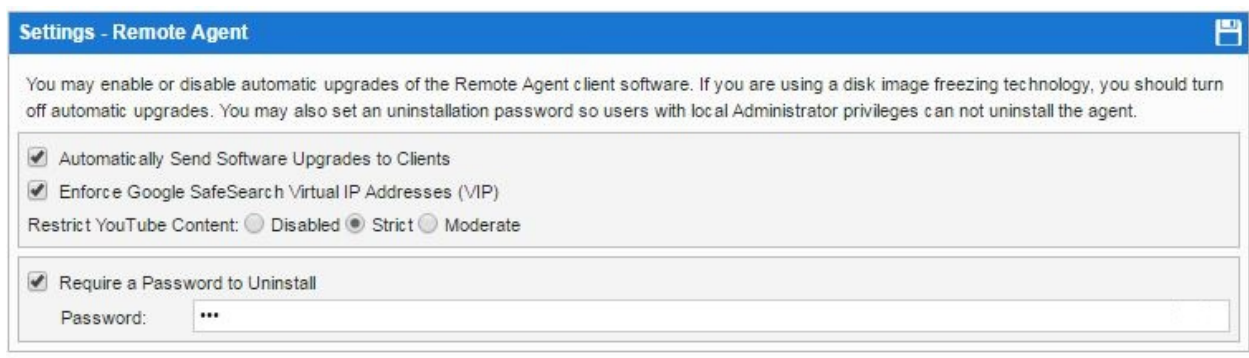 Settings - Remote Agent
You may enable or disable automatic upgrades of the Remote Agent client software. If you are using a disk image freezing technology, you should turn
off automatic upgrades. You may also set an uninstallation password so users with local Administrator privileges can not uninstall the agent.
Automatically Send Software Upgrades to Clients
Enforce Google SafeSearch Virtual IP Addresses (VIP)
Restrict YouTube Content: Disabled Strict Moderate
Require a Password to Uninstall
Password: •••